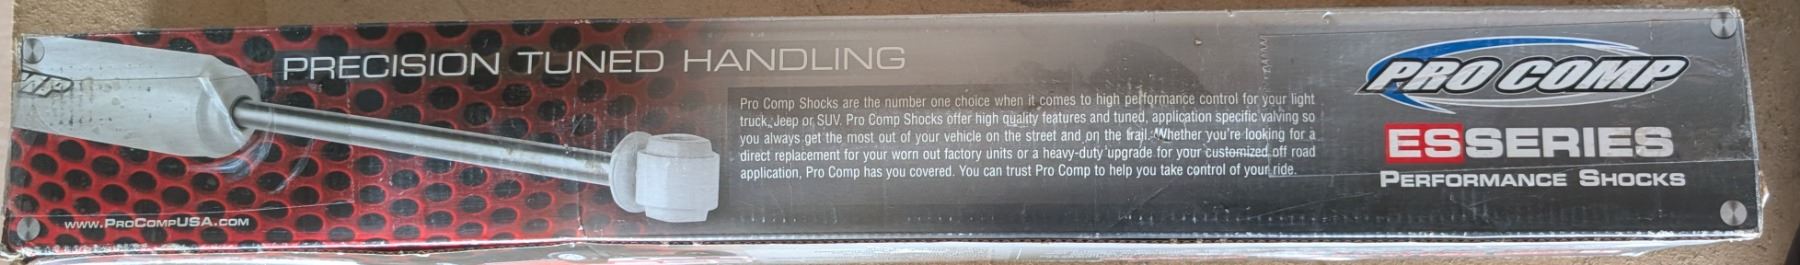 PRECISION TUNED HANDLING
Pro Comp Shocks are the number one choice when it comes to high performance control for your light
truck, Jeep or SUV. Pro Comp Shocks offer high quality features and tuned, application specific valving so
you always get the most out of your vehicle on the street and on the trail. Whether you're looking for a
direct replacement for your worn out factory units or a heavy-duty upgrade for your customized off road
application, Pro Comp has you covered. You can trust Pro Comp to help you take control of your ride.
www.ProCompUSA.com
PRO COMP
ES SERIES
PERFORMANCE SHOCKS